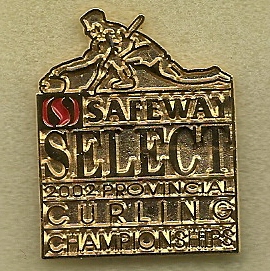 SAFEWAY
SELECT
2002 PROVINCIAL
CURLING
CHAMPIONSHIPS